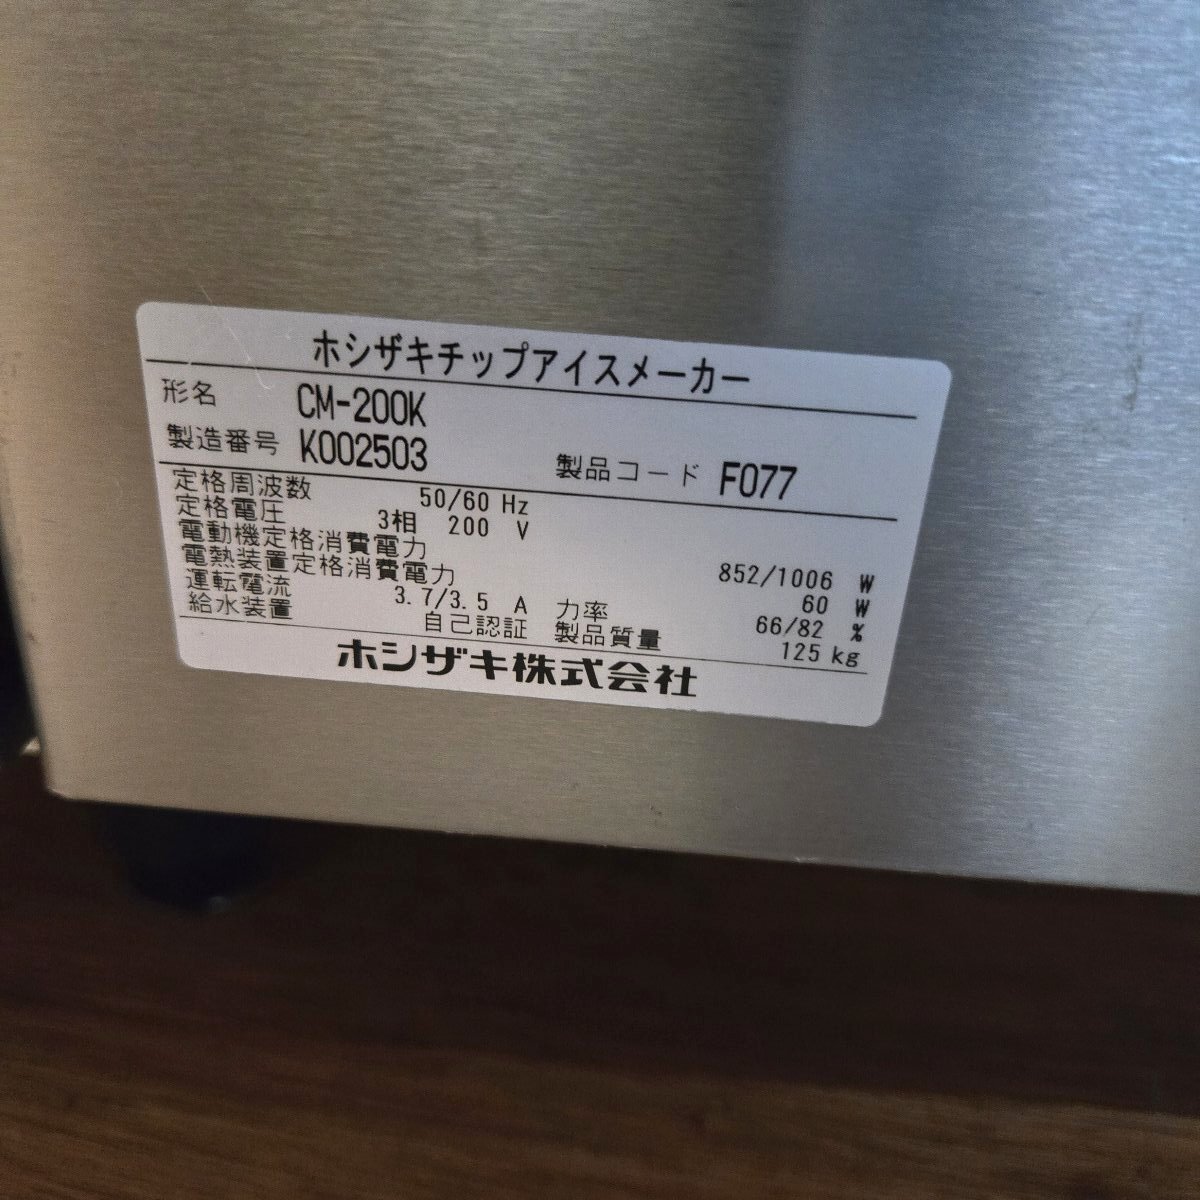 ホシザキチップアイスメーカー
形名 CM-200K
製造番号 K002503 製品コード F077
定格周波数 50/60 Hz
定格電圧 3相 200 V
電動機定格消費電力 852/1006 W
電熱装置定格消費電力 60 W
運転電流 3.7/3.5 A 力率 66/82 %
給水装置 自己認証 製品質量 125 kg
ホシザキ株式会社